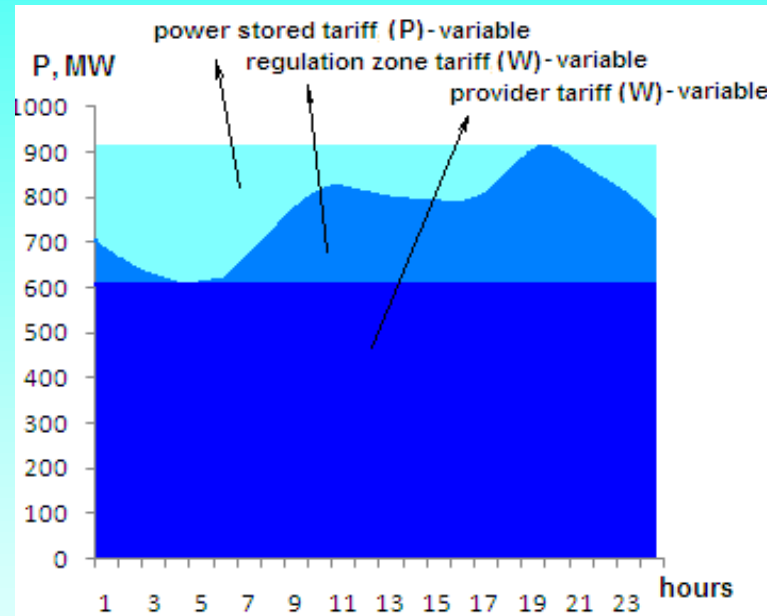 power stored tariff (P)-variable
P, MW
regulation zone tariff (W)-variable
provider tariff (W)-variable
1000
900
800
700
600
500
400
300
200
100
0
1 3 5 7 9 11 13 15 17 19 21 23 hours